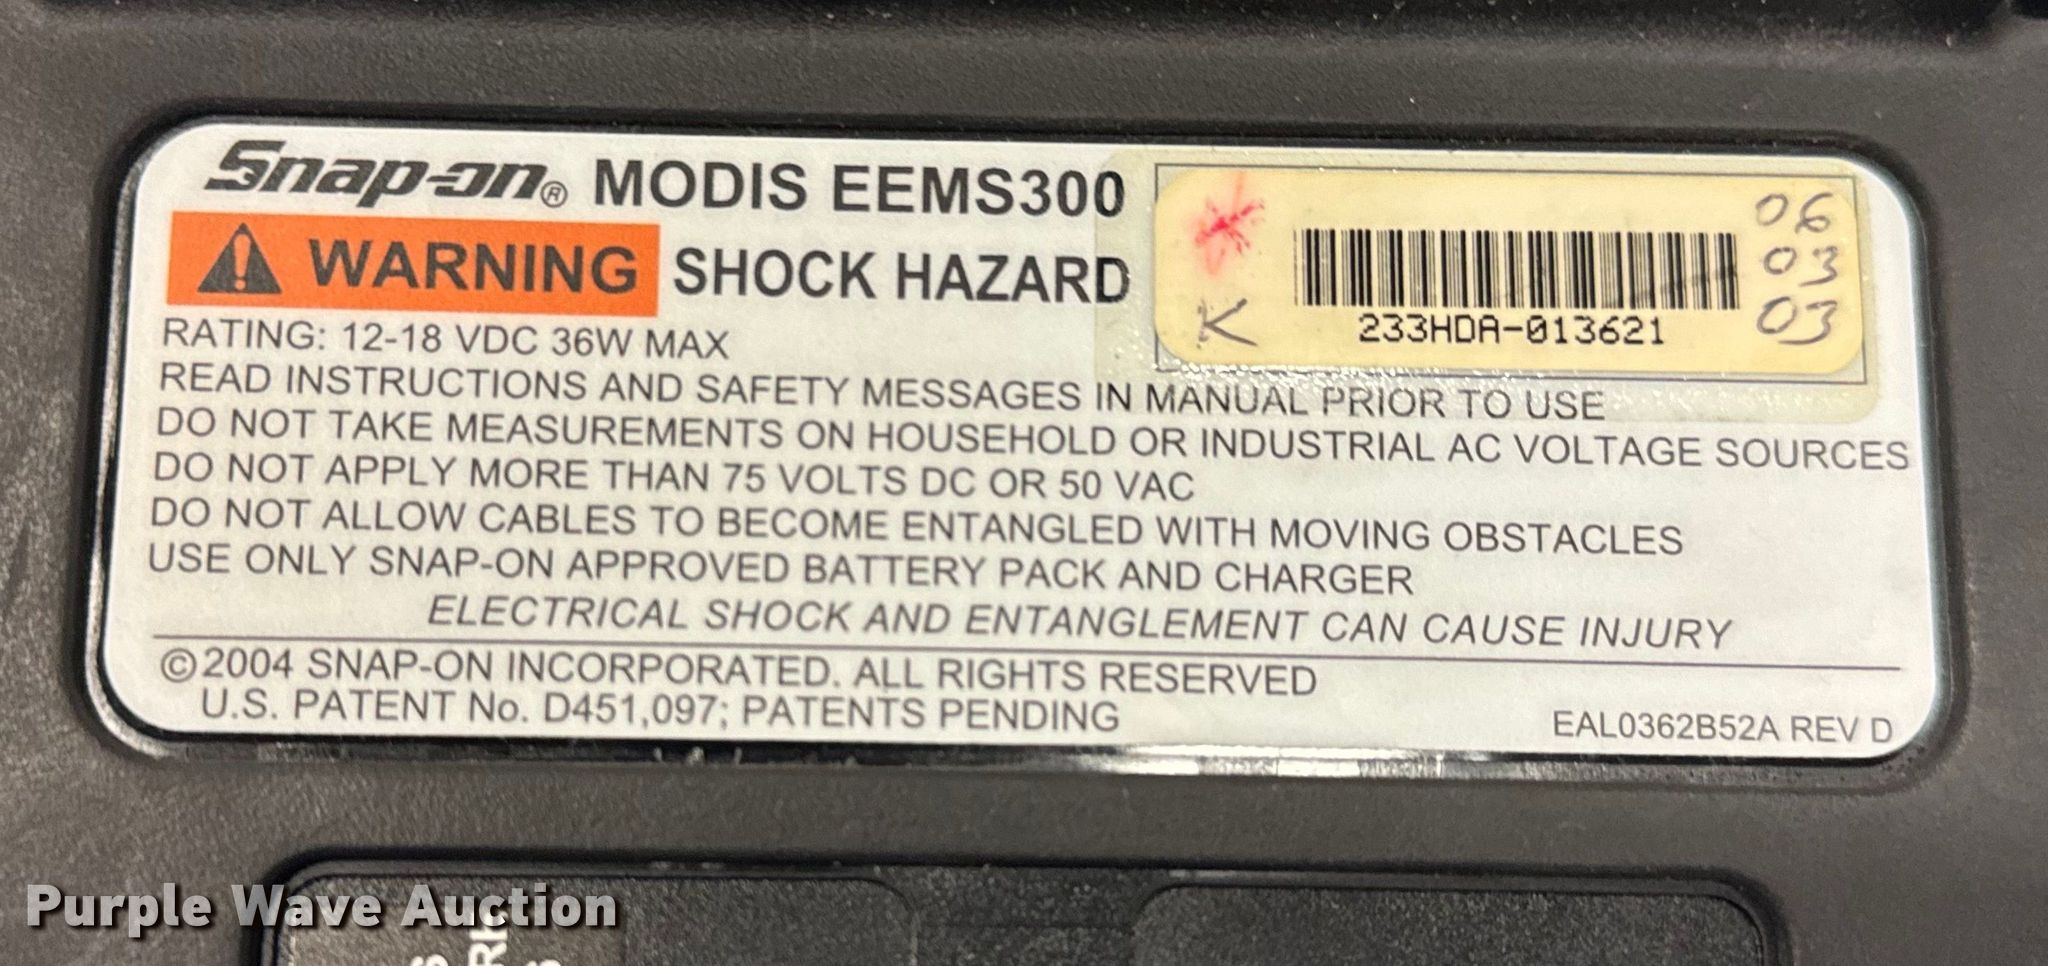 Snap-on® MODIS EEMS300
WARNING SHOCK HAZARD
K
233HDA-013621
06
03
03
RATING: 12-18 VDC 36W MAX
READ INSTRUCTIONS AND SAFETY MESSAGES IN MANUAL PRIOR TO USE
DO NOT TAKE MEASUREMENTS ON HOUSEHOLD OR INDUSTRIAL AC VOLTAGE SOURCES
DO NOT APPLY MORE THAN 75 VOLTS DC OR 50 VAC
DO NOT ALLOW CABLES TO BECOME ENTANGLED WITH MOVING OBSTACLES
USE ONLY SNAP-ON APPROVED BATTERY PACK AND CHARGER
ELECTRICAL SHOCK AND ENTANGLEMENT CAN CAUSE INJURY
©2004 SNAP-ON INCORPORATED. ALL RIGHTS RESERVED
U.S. PATENT No. D451,097; PATENTS PENDING
EAL0362B52A REV D
Purple Wave Auction